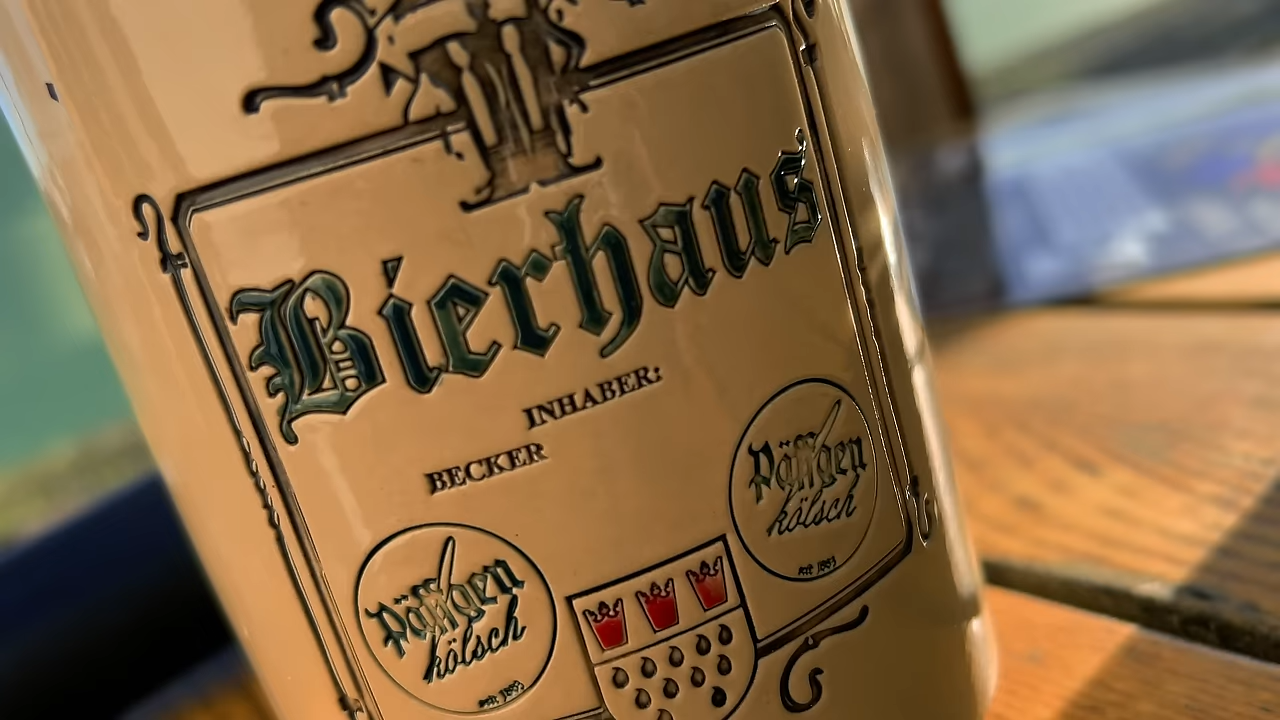 Bierhaus
INHABER:
BECKER
Päffgen
kölsch
Päffgen
kölsch